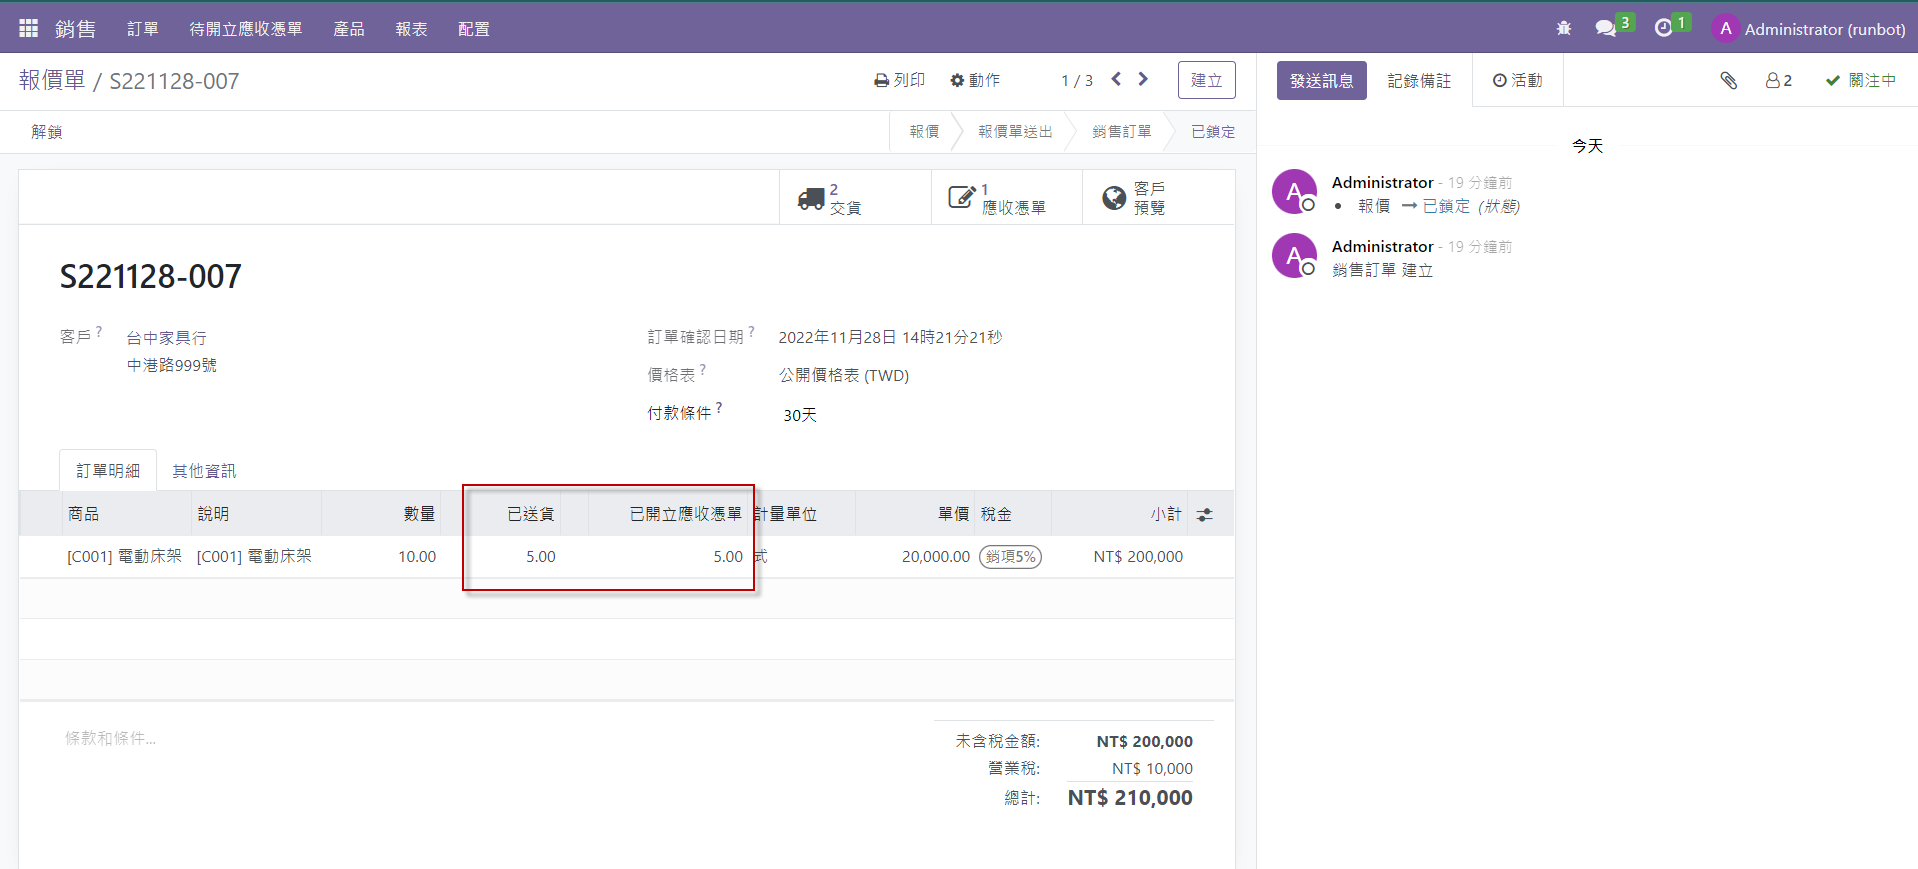 銷售 訂單 待開立應收憑單 產品 報表 配置 3 1 A Administrator (runbot)
報價單 / S221128-007 列印 動作 1 / 3 建立
發送訊息 記錄備註 活動 2 關注中
解鎖 報價 報價單送出 銷售訂單 已鎖定
今天
2
交貨
1
應收憑單
客戶
預覽
A Administrator - 19 分鐘前
• 報價 → 已鎖定 (狀態)
A Administrator - 19 分鐘前
銷售訂單 建立
S221128-007
客戶 ? 台中家具行
中港路999號
訂單確認日期 ? 2022年11月28日 14時21分21秒
價格表 ? 公開價格表 (TWD)
付款條件 ? 30天
訂單明細 其他資訊
商品 說明 數量 已送貨 已開立應收憑單 計量單位 單價 稅金 小計
[C001] 電動床架 [C001] 電動床架 10.00 5.00 5.00 式 20,000.00 銷項5% NT$ 200,000
條款和條件...
未含稅金額: NT$ 200,000
營業稅: NT$ 10,000
總計: NT$ 210,000